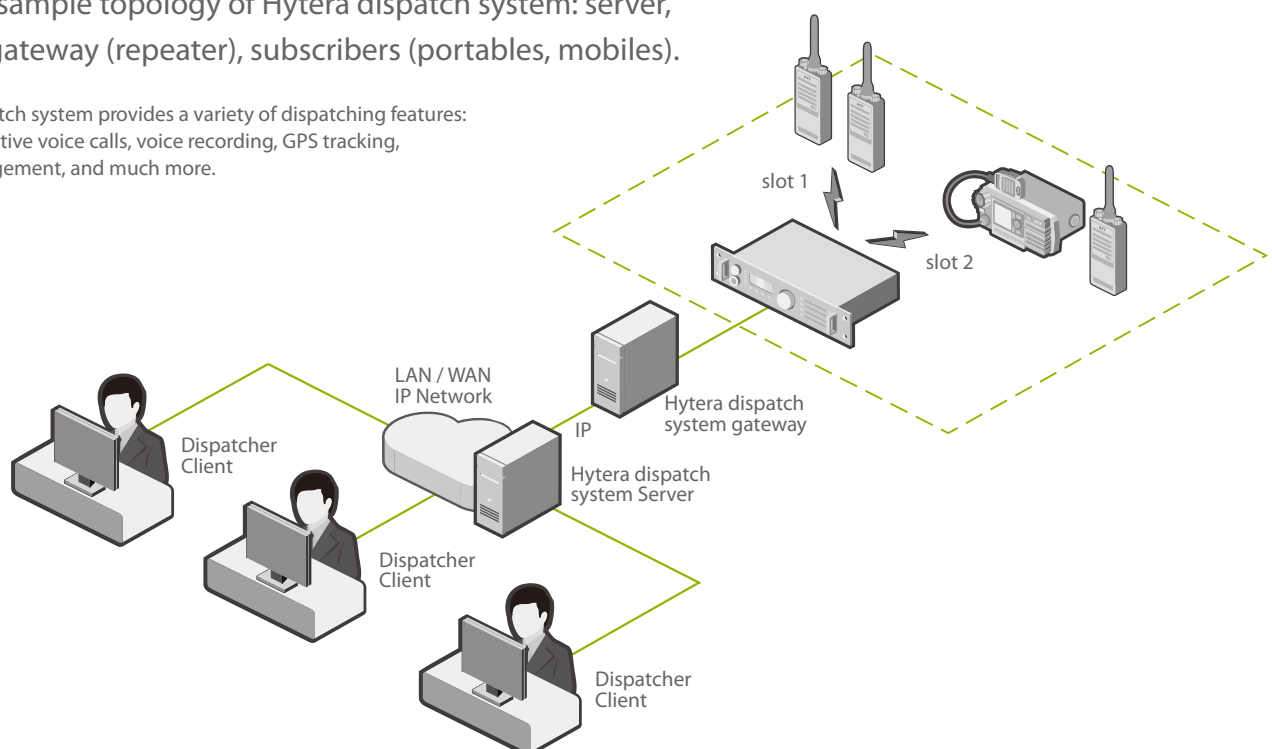 sample topology of Hytera dispatch system: server,
gateway (repeater), subscribers (portables, mobiles).
tch system provides a variety of dispatching features:
tive voice calls, voice recording, GPS tracking,
gement, and much more.
slot 1
slot 2
LAN / WAN
IP Network
IP
Hytera dispatch
system gateway
Dispatcher
Client
Hytera dispatch
system Server
Dispatcher
Client
Dispatcher
Client